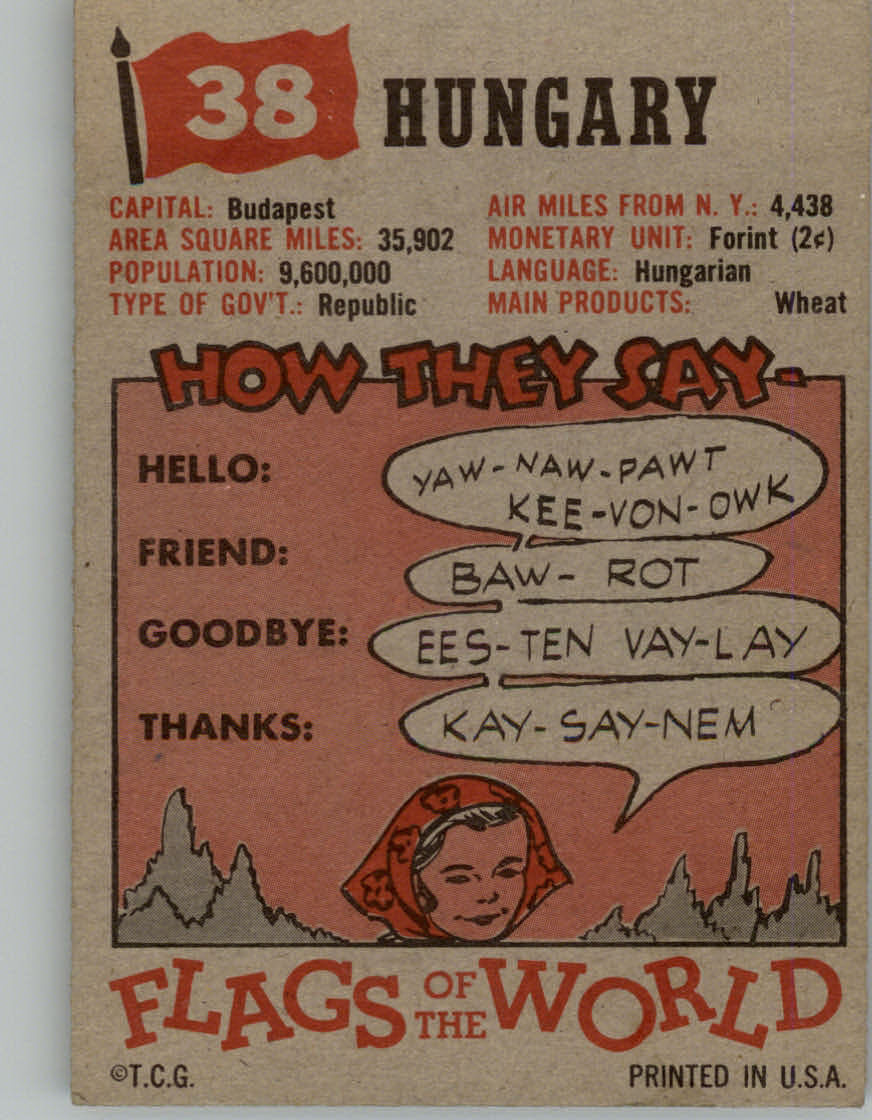 38 HUNGARY
CAPITAL: Budapest
AREA SQUARE MILES: 35,902
POPULATION: 9,600,000
TYPE OF GOV'T.: Republic
AIR MILES FROM N. Y.: 4,438
MONETARY UNIT: Forint (2¢)
LANGUAGE: Hungarian
MAIN PRODUCTS: Wheat
HOW THEY SAY-
HELLO: YAW-NAW-PAWT
KEE-VON-OWK
FRIEND: BAW- ROT
GOODBYE: EES-TEN VAY-LAY
THANKS: KAY-SAY-NEM
FLAGS OF THE WORLD
©T.C.G. PRINTED IN U.S.A.